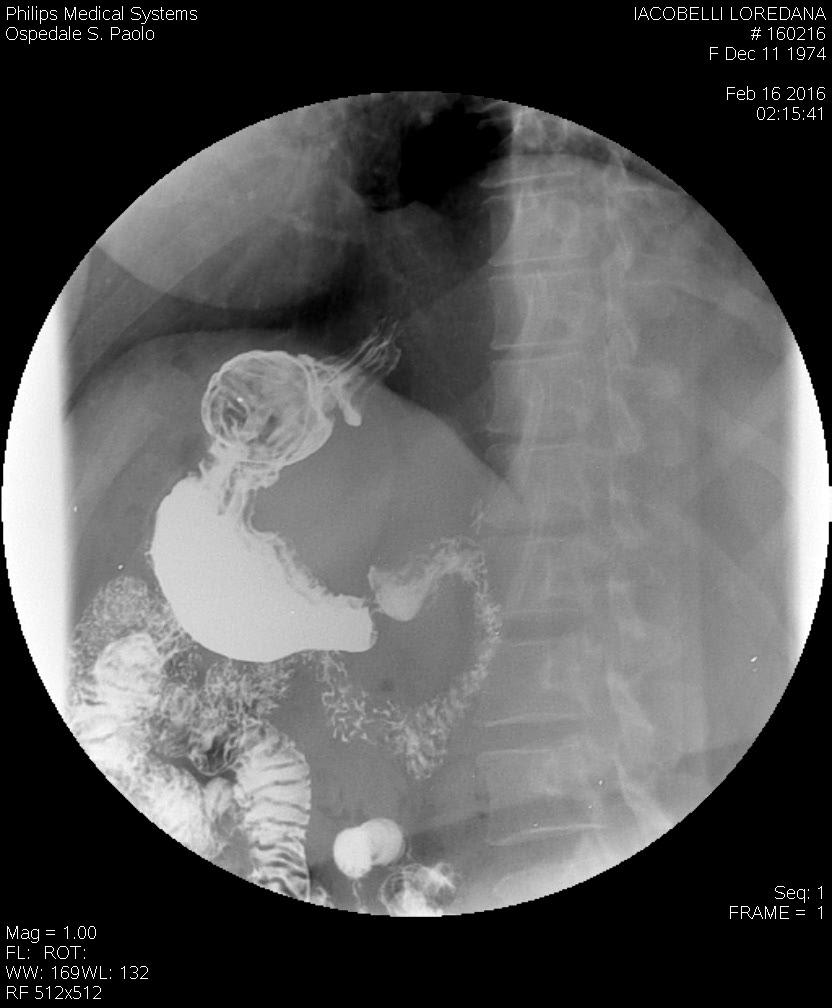 Philips Medical Systems
Ospedale S. Paolo
IACOBELLI LOREDANA
# 160216
F Dec 11 1974
Feb 16 2016
02:15:41
Seq: 1
FRAME = 1
Mag = 1.00
FL: ROT:
WW: 169WL: 132
RF 512x512